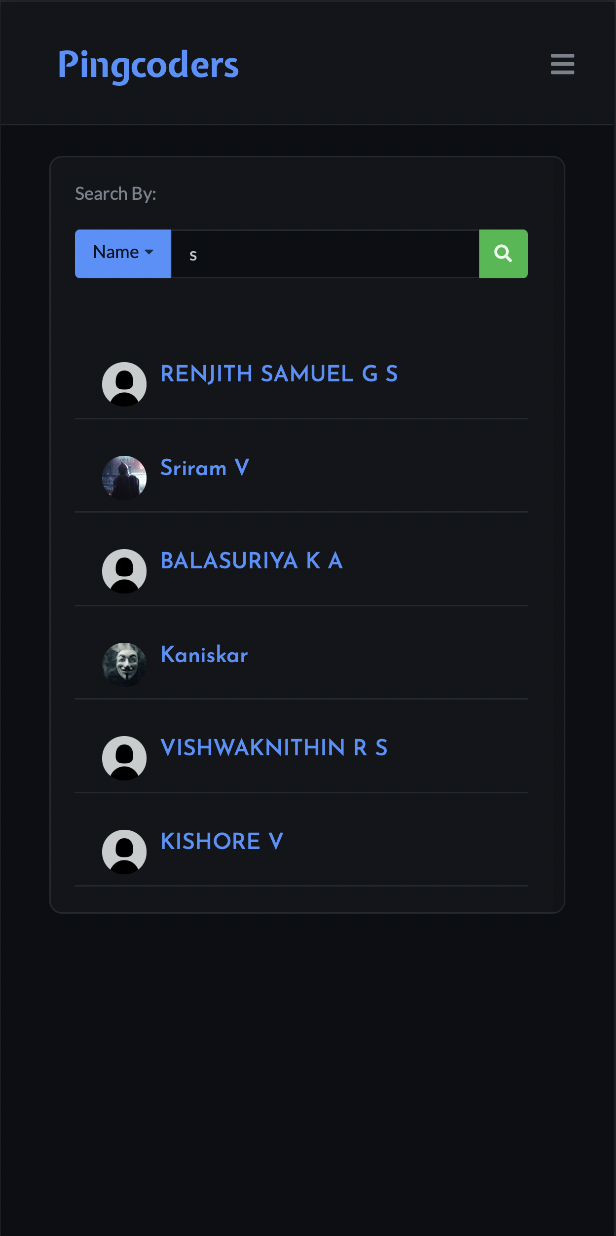 Pingcoders
Search By:
Name
s
RENJITH SAMUEL G S
Sriram V
BALASURIYA K A
Kaniskar
VISHWAKNITHIN R S
KISHORE V